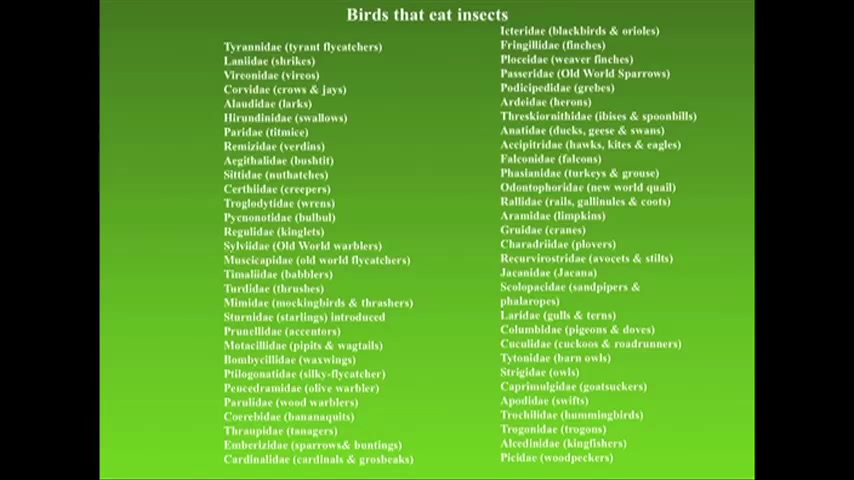 Birds that eat insects
Tyrannidae (tyrant flycatchers)
Laniidae (shrikes)
Vireonidae (vireos)
Corvidae (crows & jays)
Alaudidae (larks)
Hirundinidae (swallows)
Paridae (titmice)
Remizidae (verdins)
Aegithalidae (bushtit)
Sittidae (nuthatches)
Certhiidae (creepers)
Troglodytidae (wrens)
Pycnonotidae (bulbul)
Regulidae (kinglets)
Sylviidae (Old World warblers)
Muscicapidae (old world flycatchers)
Timaliidae (babblers)
Turdidae (thrushes)
Mimidae (mockingbirds & thrashers)
Sturnidae (starlings) introduced
Prunellidae (accentors)
Motacillidae (pipits & wagtails)
Bombycillidae (waxwings)
Ptilogonatidae (silky-flycatcher)
Peucedramidae (olive warbler)
Parulidae (wood warblers)
Coerebidae (bananaquits)
Thraupidae (tanagers)
Emberizidae (sparrows& buntings)
Cardinalidae (cardinals & grosbeaks)
Icteridae (blackbirds & orioles)
Fringillidae (finches)
Ploceidae (weaver finches)
Passeridae (Old World Sparrows)
Podicipedidae (grebes)
Ardeidae (herons)
Threskiornithidae (ibises & spoonbills)
Anatidae (ducks, geese & swans)
Accipitridae (hawks, kites & eagles)
Falconidae (falcons)
Phasianidae (turkeys & grouse)
Odontophoridae (new world quail)
Rallidae (rails, gallinules & coots)
Aramidae (limpkins)
Gruidae (cranes)
Charadriidae (plovers)
Recurvirostridae (avocets & stilts)
Jacanidae (Jacana)
Scolopacidae (sandpipers &
phalaropes)
Laridae (gulls & terns)
Columbidae (pigeons & doves)
Cuculidae (cuckoos & roadrunners)
Tytonidae (barn owls)
Strigidae (owls)
Caprimulgidae (goatsuckers)
Apodidae (swifts)
Trochilidae (hummingbirds)
Trogonidae (trogons)
Alcedinidae (kingfishers)
Picidae (woodpeckers)